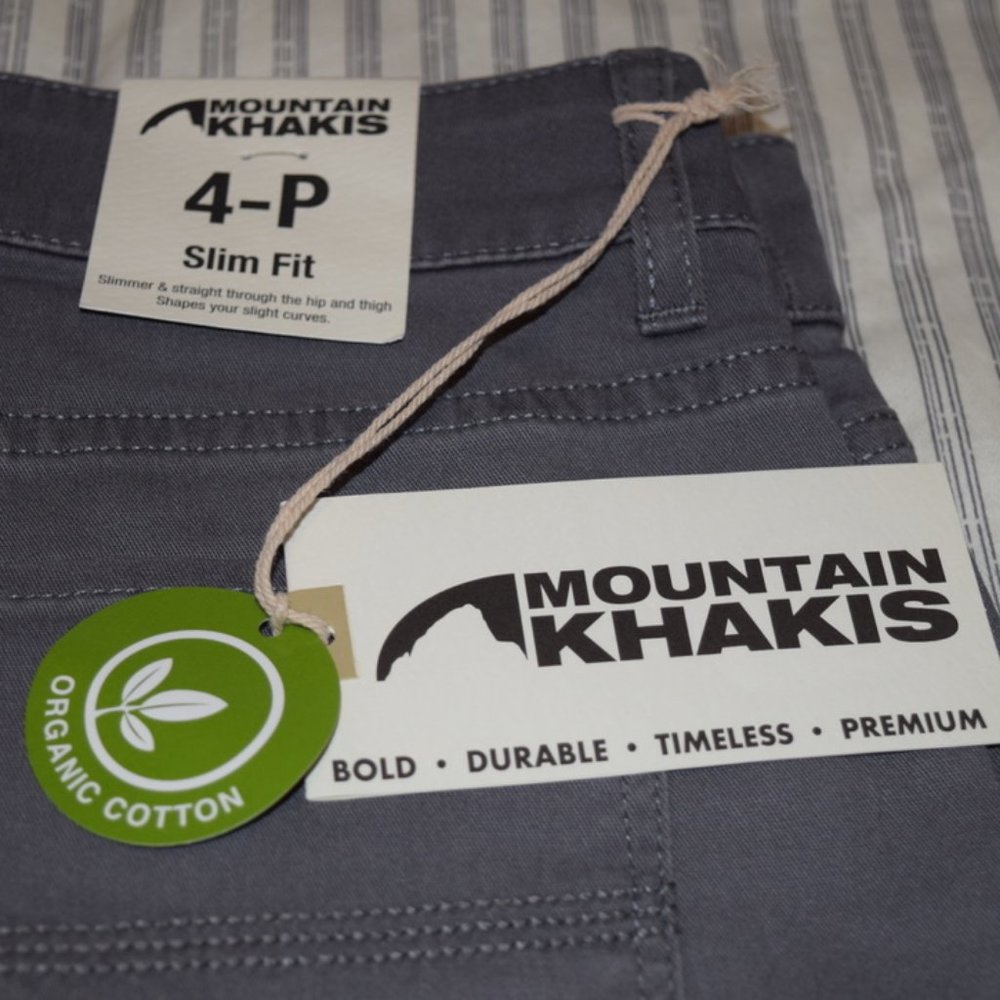 MOUNTAIN
KHAKIS
4-P
Slim Fit
Slimmer & straight through the hip and thigh
Shapes your slight curves.
MOUNTAIN
KHAKIS
BOLD • DURABLE • TIMELESS • PREMIUM
ORGANIC COTTON